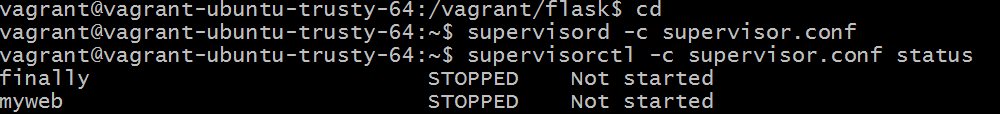 vagrant@vagrant-ubuntu-trusty-64:/vagrant/flask$ cd
vagrant@vagrant-ubuntu-trusty-64:~$ supervisord -c supervisor.conf
vagrant@vagrant-ubuntu-trusty-64:~$ supervisorctl -c supervisor.conf status
finally                          STOPPED    Not started
myweb                            STOPPED    Not started